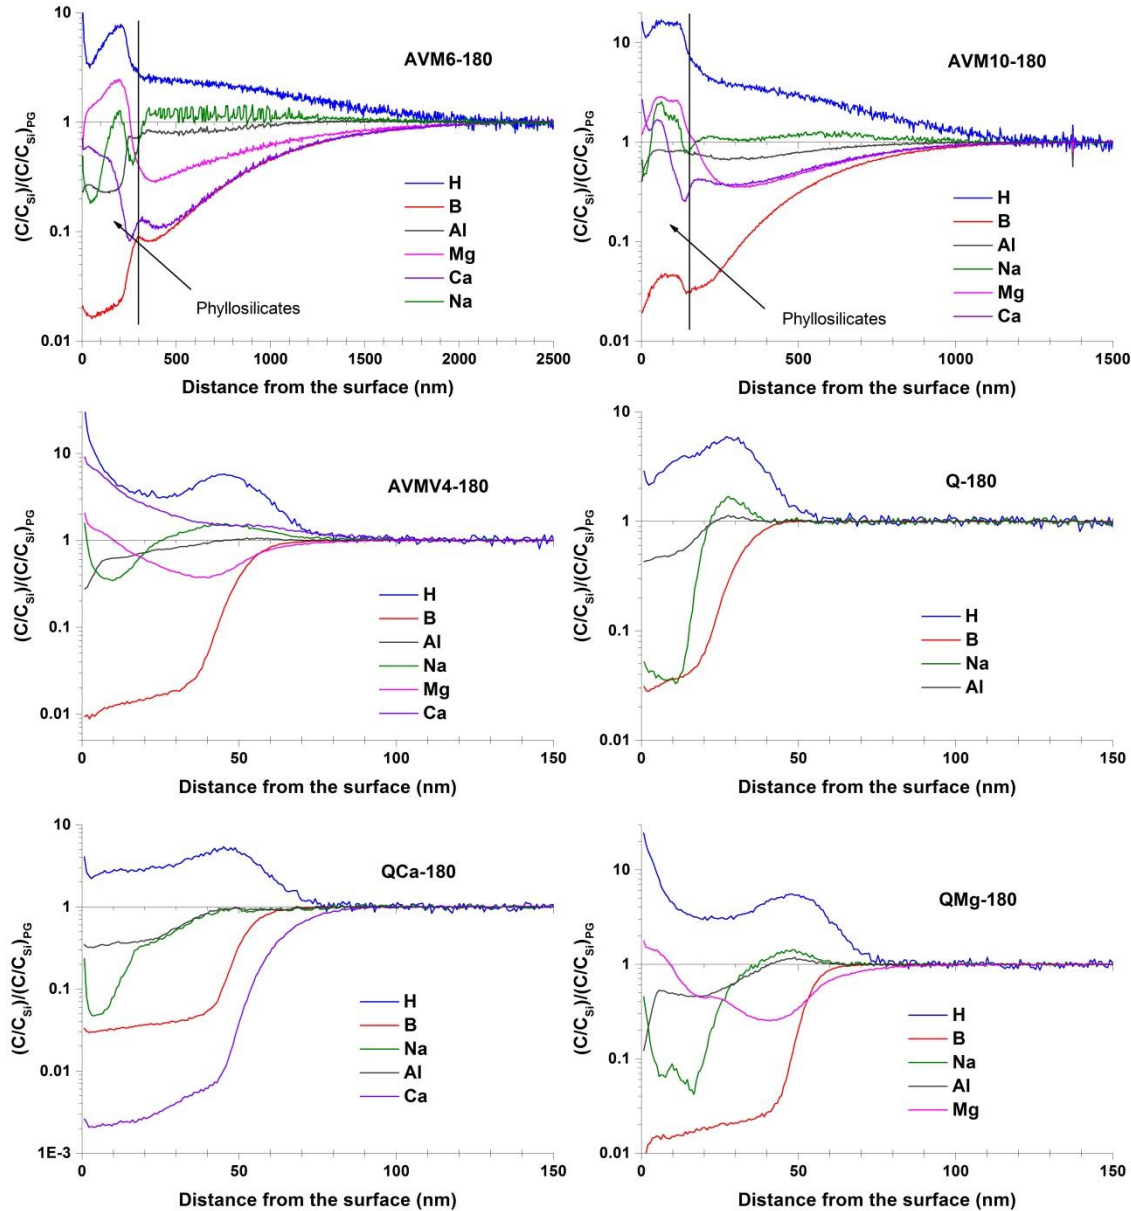 AVM6-180
(C/C_Si)/(C/C_Si)_PG
10
1
0.1
0.01
H
B
Al
Mg
Ca
Na
Phyllosilicates
0 500 1000 1500 2000 2500
Distance from the surface (nm)
AVM10-180
(C/C_Si)/(C/C_Si)_PG
10
1
0.1
0.01
H
B
Al
Na
Mg
Ca
Phyllosilicates
0 500 1000 1500
Distance from the surface (nm)
AVMV4-180
(C/C_Si)/(C/C_Si)_PG
10
1
0.1
0.01
H
B
Al
Na
Mg
Ca
0 50 100 150
Distance from the surface (nm)
Q-180
(C/C_Si)/(C/C_Si)_PG
10
1
0.1
0.01
H
B
Na
Al
0 50 100 150
Distance from the surface (nm)
QCa-180
(C/C_Si)/(C/C_Si)_PG
10
1
0.1
0.01
1E-3
H
B
Na
Al
Ca
0 50 100 150
Distance from the surface (nm)
QMg-180
(C/C_Si)/(C/C_Si)_PG
10
1
0.1
0.01
H
B
Na
Al
Mg
0 50 100 150
Distance from the surface (nm)